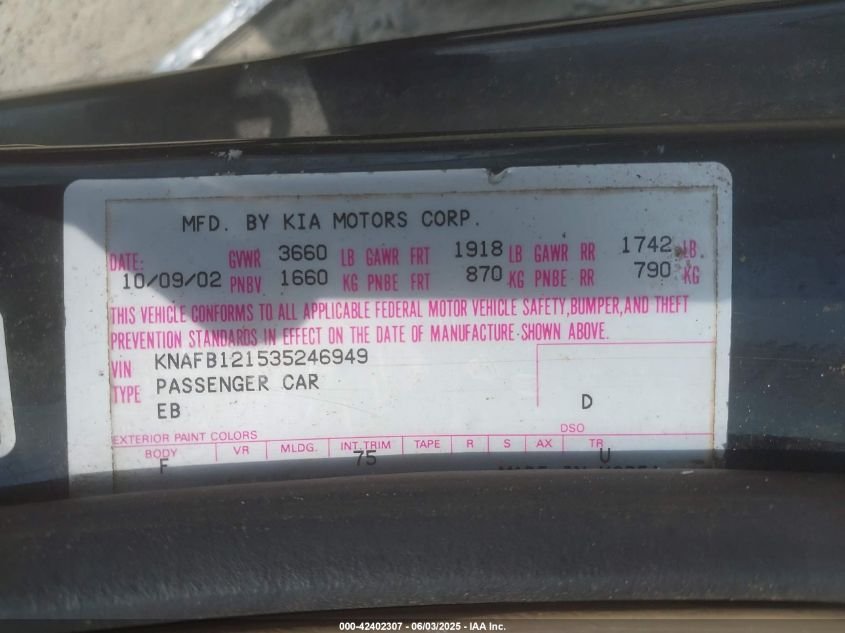 MFD. BY KIA MOTORS CORP.
DATE: GVWR 3660 LB GAWR FRT 1918 LB GAWR RR 1742 LB
10/09/02 PNBV 1660 KG PNBE FRT 870 KG PNBE RR 790 KG
THIS VEHICLE CONFORMS TO ALL APPLICABLE FEDERAL MOTOR VEHICLE SAFETY,BUMPER,AND THEFT
PREVENTION STANDARDS IN EFFECT ON THE DATE OF MANUFACTURE SHOWN ABOVE.
VIN KNAFB121535246949
TYPE PASSENGER CAR
EB D
EXTERIOR PAINT COLORS DSO
BODY VR MLDG. INT.TRIM TAPE R S AX TR
F 75 U
MADE IN KOREA
000-42402307 - 06/03/2025 - IAA Inc.